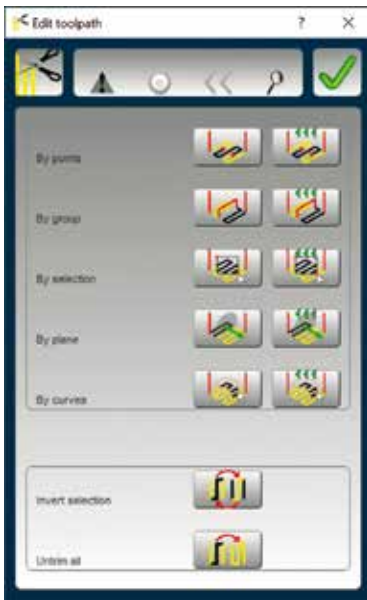 Edit toolpath
By points
By group
By selection
By plane
By curves
Invert selection
Untrim all